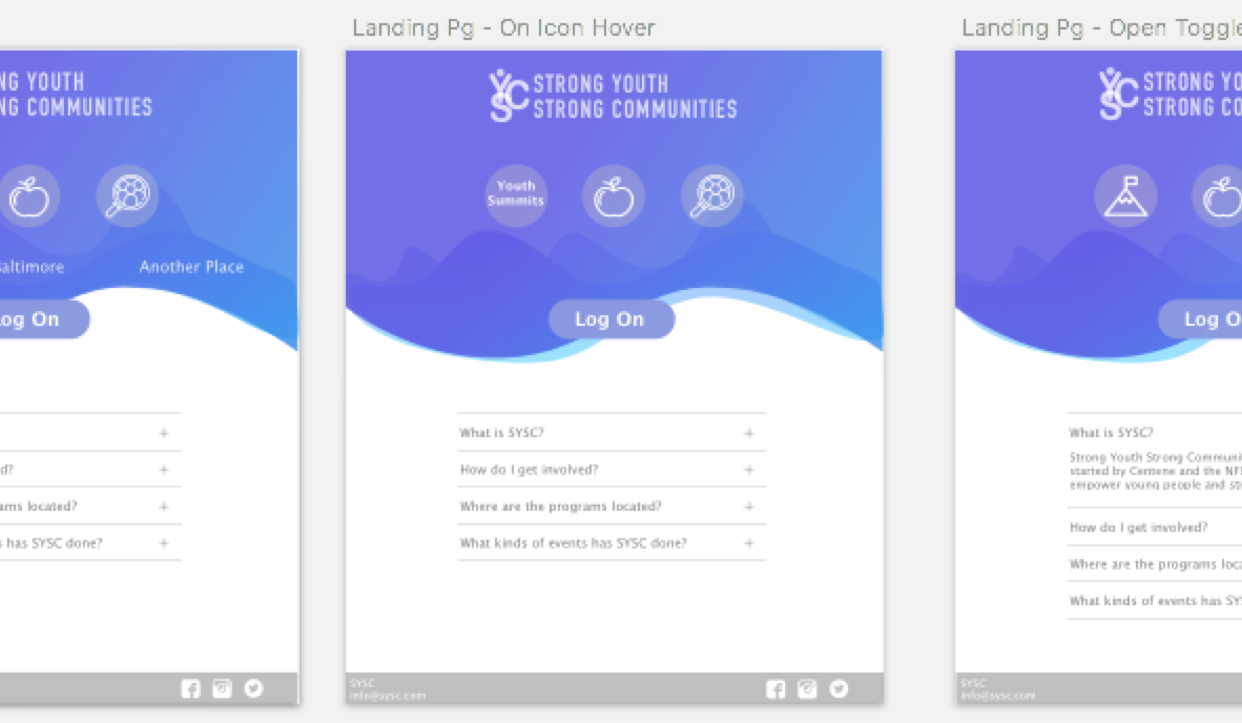 Landing Pg - On Icon Hover
Landing Pg - Open Toggle
NG YOUTH
NG COMMUNITIES
Baltimore
Another Place
og On
+
d?
+
ams located?
+
s has SYSC done?
+
YSC
STRONG YOUTH
STRONG COMMUNITIES
Youth
Summits
Log On
What is SYSC?
+
How do I get involved?
+
Where are the programs located?
+
What kinds of events has SYSC done?
+
SYSC
info@sysc.com
YSC
STRONG YO
STRONG CO
Log O
What is SYSC?
Strong Youth Strong Communi
started by Centene and the NF
empower young people and st
How do I get involved?
Where are the programs loca
What kinds of events has SY
SYSC
info@sysc.com